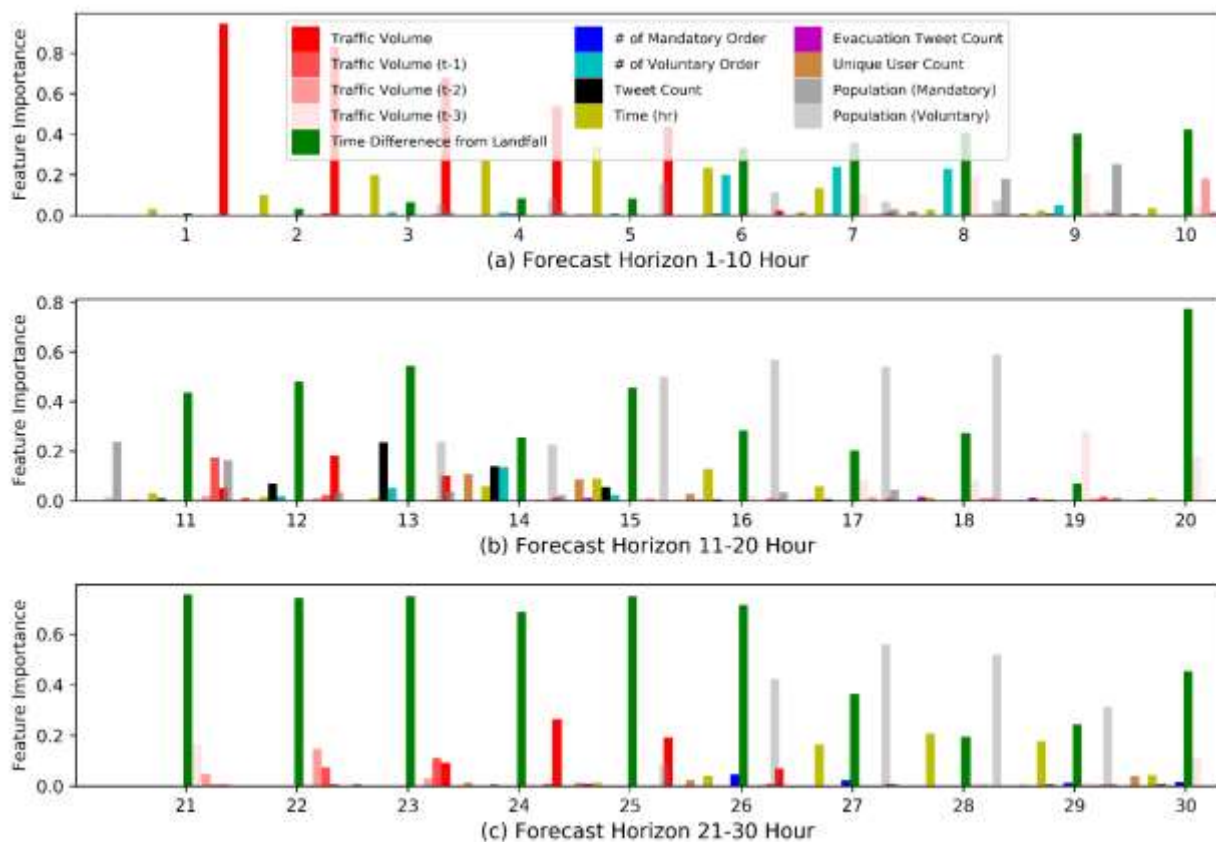 Feature Importance
0.8
0.6
0.4
0.2
0.0
Traffic Volume
Traffic Volume (t-1)
Traffic Volume (t-2)
Traffic Volume (t-3)
Time Differenece from Landfall
# of Mandatory Order
# of Voluntary Order
Tweet Count
Time (hr)
Evacuation Tweet Count
Unique User Count
Population (Mandatory)
Population (Voluntary)
1 2 3 4 5 6 7 8 9 10
(a) Forecast Horizon 1-10 Hour
Feature Importance
0.8
0.6
0.4
0.2
0.0
11 12 13 14 15 16 17 18 19 20
(b) Forecast Horizon 11-20 Hour
Feature Importance
0.6
0.4
0.2
0.0
21 22 23 24 25 26 27 28 29 30
(c) Forecast Horizon 21-30 Hour